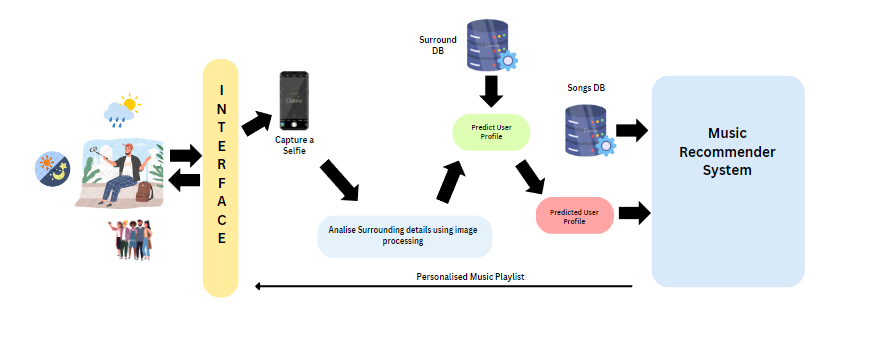 Surround
DB
Songs DB
INTERFACE
Capture a
Selfie
Predict User
Profile
Music
Recommender
System
Predicted User
Profile
Analise Surrounding details using image
processing
Personalised Music Playlist